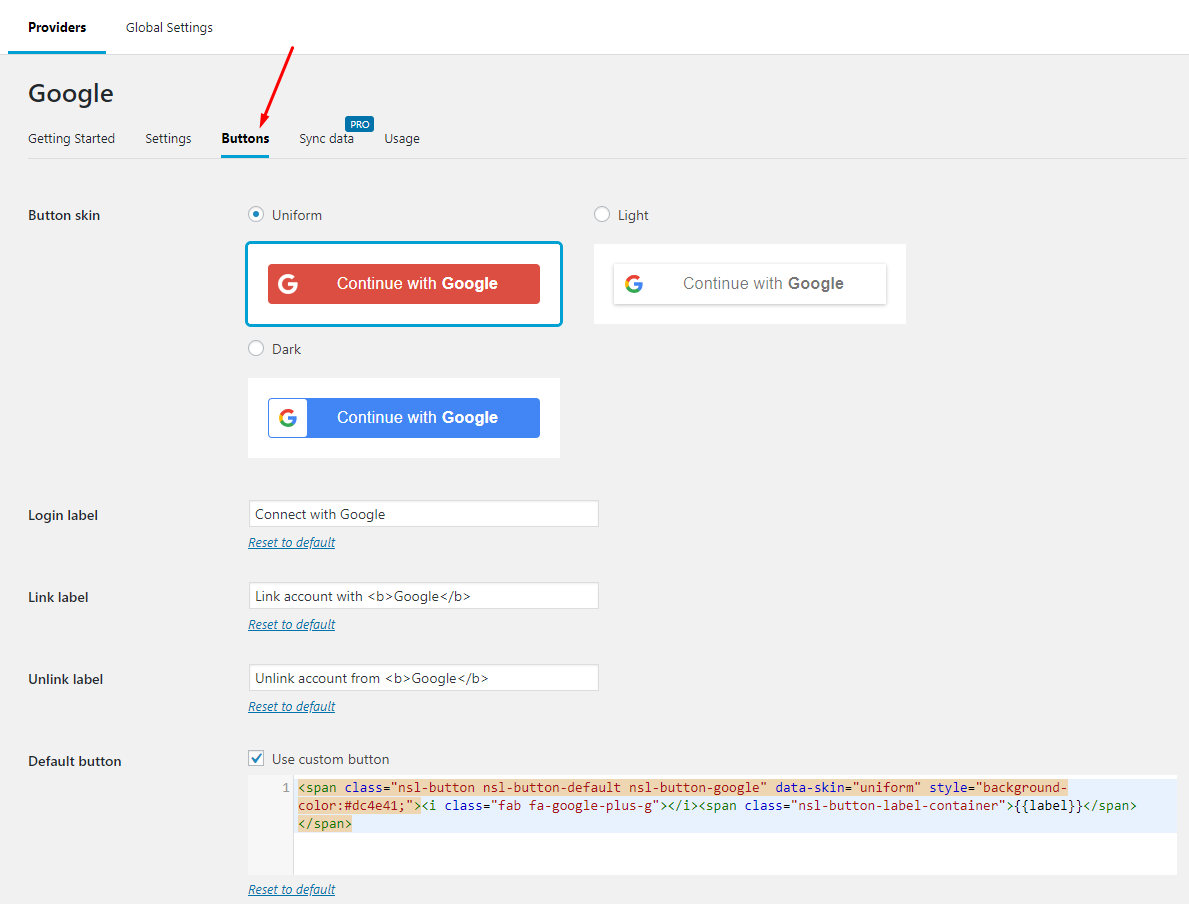 Providers Global Settings
Google
PRO
Getting Started Settings Buttons Sync data Usage
Button skin Uniform Light
Continue with Google Continue with Google
Dark
Continue with Google
Login label Connect with Google
Reset to default
Link label Link account with <b>Google</b>
Reset to default
Unlink label Unlink account from <b>Google</b>
Reset to default
Default button Use custom button
1 <span class="nsl-button nsl-button-default nsl-button-google" data-skin="uniform" style="background-
color:#dc4e41;"><i class="fab fa-google-plus-g"></i><span class="nsl-button-label-container">{{label}}</span>
</span>
Reset to default